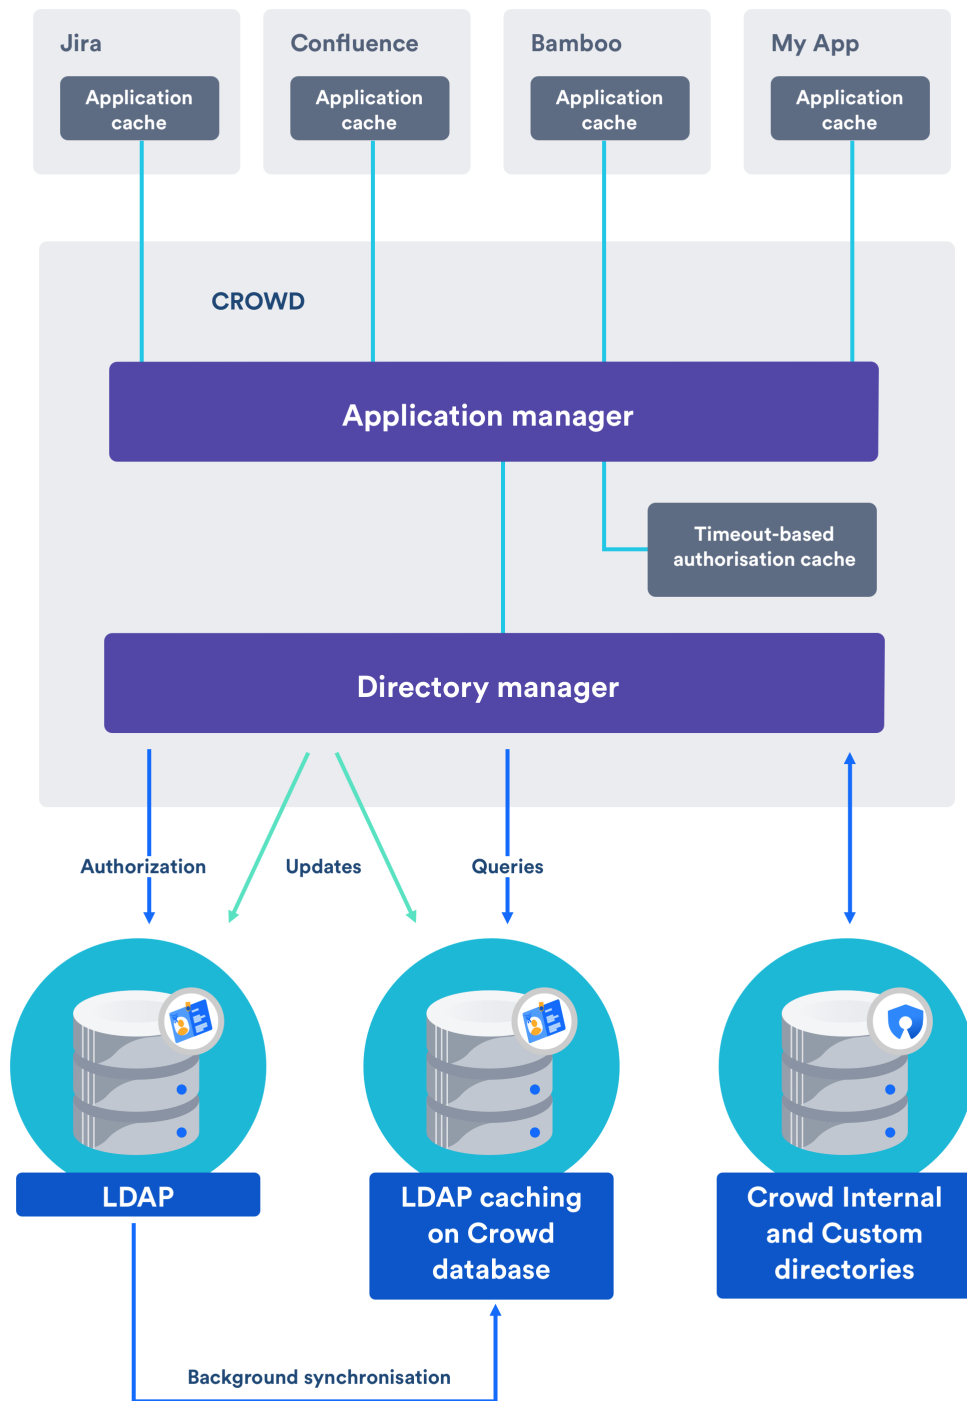 Jira
Confluence
Bamboo
My App
Application
cache
Application
cache
Application
cache
Application
cache
CROWD
Application manager
Timeout-based
authorisation cache
Directory manager
Authorization
Updates
Queries
LDAP
LDAP caching
on Crowd
database
Crowd Internal
and Custom
directories
Background synchronisation